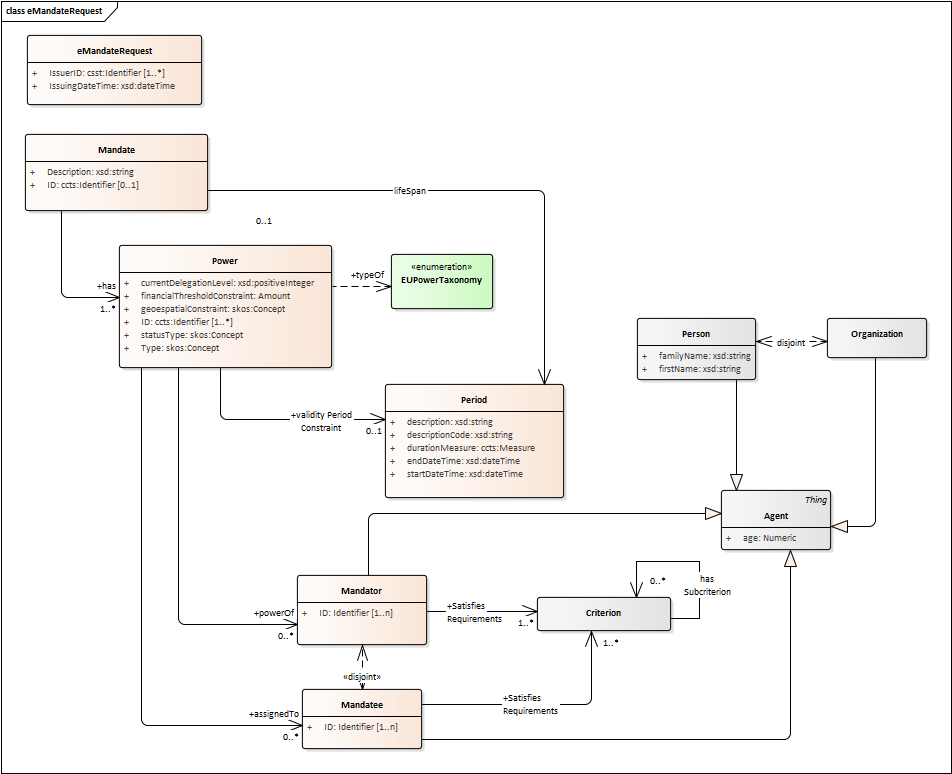 class eMandateRequest
eMandateRequest
+ IssuerID: csst:Identifier [1..*]
+ IssuingDateTime: xsd:dateTime
Mandate
+ Description: xsd:string
+ ID: ccts:Identifier [0..1]
lifeSpan
0..1
+has
1..*
Power
+ currentDelegationLevel: xsd:positiveInteger
+ financialThresholdConstraint: Amount
+ geoespatialConstraint: skos:Concept
+ ID: ccts:Identifier [1..*]
+ statusType: skos:Concept
+ Type: skos:Concept
+typeOf
«enumeration»
EUPowerTaxonomy
Person
+ familyName: xsd:string
+ firstName: xsd:string
disjoint
Organization
+validity Period
Constraint
0..1
Period
+ description: xsd:string
+ descriptionCode: xsd:string
+ durationMeasure: ccts:Measure
+ endDateTime: xsd:dateTime
+ startDateTime: xsd:dateTime
Thing
Agent
+ age: Numeric
+powerOf
0..*
Mandator
+ ID: Identifier [1..n]
+Satisfies
Requirements
1..*
Criterion
0..*
has
Subcriterion
1..*
«disjoint»
+assignedTo
0..*
Mandatee
+ ID: Identifier [1..n]
+Satisfies
Requirements